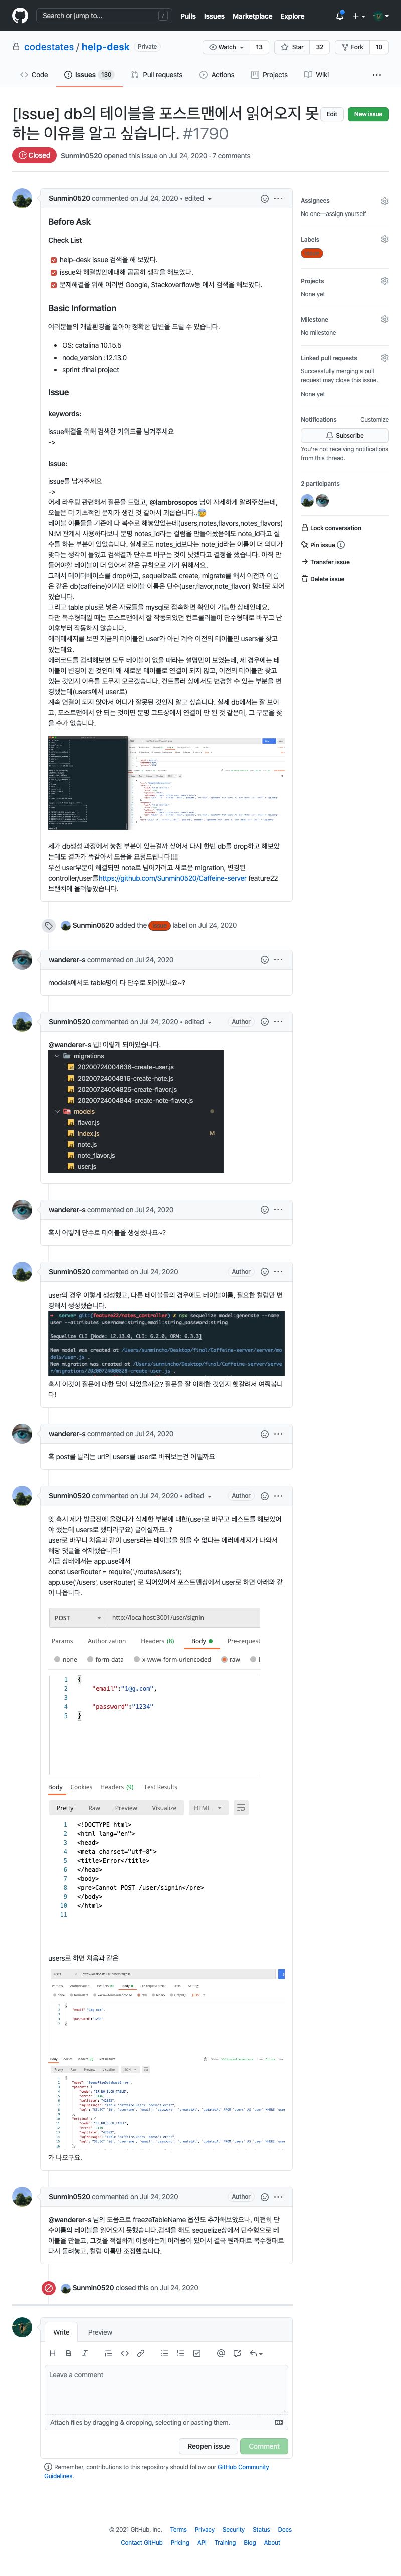 Search or jump to...
/
Pulls Issues Marketplace Explore
codestates / help-desk Private
Watch 13 Star 32 Fork 10
Code Issues 130 Pull requests Actions Projects Wiki
[Issue] db의 테이블을 포스트맨에서 읽어오지 못
하는 이유를 알고 싶습니다. #1790
Edit New issue
Closed Sunmin0520 opened this issue on Jul 24, 2020 · 7 comments
Sunmin0520 commented on Jul 24, 2020 • edited
Before Ask
Check List
help-desk issue 검색을 해 보았다.
issue와 해결방안에대해 곰곰히 생각을 해보았다.
문제해결을 위해 여러번 Google, Stackoverflow등 에서 검색을 해보았다.
Basic Information
여러분들의 개발환경을 알아야 정확한 답변을 드릴 수 있습니다.
OS: catalina 10.15.5
node_version :12.13.0
sprint :final project
Issue
keywords:
issue해결을 위해 검색한 키워드를 남겨주세요
->
Issue:
issue를 남겨주세요
->
어제 라우팅 관련해서 질문을 드렸고, @lambrosopos 님이 자세하게 알려주셨는데,
오늘은 더 기초적인 문제가 생긴 것 같아서 괴롭습니다..
테이블 이름들을 기존에 다 복수로 해놓았었는데(users,notes,flavors,notes_flavors)
N:M 관계시 사용하다보니 분명 notes_id라는 컬럼을 만들어놨음에도 note_id라고 실
수를 하는 부분이 있더라고요. 실제로도 notes_id보다는 note_id라는 이름이 더 의미가
맞다는 생각이 들었고 검색결과 단수로 바꾸는 것이 낫겠다고 결정을 했습니다. 아직 만
들어야할 테이블이 더 있어서 같은 규칙으로 가기 위해서요.
그래서 데이터베이스를 drop하고, sequelize로 create, migrate를 해서 이전과 이름
은 같은 db(caffeine)이지만 테이블 이름은 단수(user,flavor,note_flavor) 형태로 되어
있습니다.
그리고 table plus로 넣은 자료들을 mysql로 접속하면 확인이 가능한 상태인데요.
다만 복수형태일 때는 포스트맨에서 잘 작동되었던 컨트롤러들이 단수형태로 바꾸고 난
이후부터 작동하지 않습니다.
에러메세지를 보면 지금의 테이블인 user가 아닌 계속 이전의 테이블인 users를 찾고
있는데요.
에러코드를 검색해보면 모두 테이블이 없을 때라는 설명만이 보였는데, 제 경우에는 테
이블이 변경이 된 것인데 왜 새로운 테이블로 연결이 되지 않고, 이전의 테이블만 찾고
있는 것인지 이유를 도무지 모르겠습니다. 컨트롤러 상에서도 변경할 수 있는 부분을 변
경했는데(users에서 user로)
계속 연결이 되지 않아서 어디가 잘못된 것인지 알고 싶습니다. 실제 db에서는 잘 보이
고, 포스트맨에서 안 되는 것이면 분명 코드상에서 연결이 안 된 것 같은데, 그 구분을 찾
을 수가 없습니다.
제가 db생성 과정에서 놓친 부분이 있는걸까 싶어서 다시 한번 db를 drop하고 해보았
는데도 결과가 똑같아서 도움을 요청드립니다!!!!
우선 user부분이 해결되면 note로 넘어가려고 새로운 migration, 변경된
controller/user를https://github.com/Sunmin0520/Caffeine-server feature22
브랜치에 올려놓았습니다.
Sunmin0520 added the label on Jul 24, 2020
wanderer-s commented on Jul 24, 2020
models에서도 table명이 다 단수로 되어있나요~?
Sunmin0520 commented on Jul 24, 2020 • edited Author
@wanderer-s 넵! 이렇게 되어있습니다.
migrations
20200724004636-create-user.js
20200724004816-create-note.js
20200724004825-create-flavor.js
20200724004844-create-note-flavor.js
models
flavor.js
index.js M
note.js
note_flavor.js
user.js
wanderer-s commented on Jul 24, 2020
혹시 어떻게 단수로 테이블을 생성했나요~?
Sunmin0520 commented on Jul 24, 2020 Author
user의 경우 이렇게 생성했고, 다른 테이블들의 경우에도 테이블이름, 필요한 컬럼만 변
경해서 생성했습니다.
server git:(feature22/notes_controller) ✗ npx sequelize model:generate --name
user --attributes username:string,email:string,password:string
Sequelize CLI [Node: 12.13.0, CLI: 6.2.0, ORM: 6.3.3]
New model was created at /Users/sunmincho/Desktop/final/Caffeine-server/server/mo
dels/user.js .
New migration was created at /Users/sunmincho/Desktop/final/Caffeine-server/serve
r/migrations/20200724000828-create-user.js .
혹시 이것이 질문에 대한 답이 되었을까요? 질문을 잘 이해한 것인지 헷갈려서 여쭤봅니
다!
wanderer-s commented on Jul 24, 2020
혹 post를 날리는 url의 users를 user로 바꿔보는건 어떨까요
Sunmin0520 commented on Jul 24, 2020 • edited Author
앗 혹시 제가 방금전에 올렸다가 삭제한 부분에 대한(user로 바꾸고 테스트를 해보았어
야 했는데 users로 했더라구요) 글이실까요..?
user로 바꾸니 처음과 같이 users라는 테이블을 읽을 수 없다는 에러메세지가 나와서
해당 댓글을 삭제했습니다!
지금 상태에서는 app.use에서
const userRouter = require('./routes/users');
app.use('/users', userRouter) 로 되어있어서 포스트맨상에서 user로 하면 아래와 같
이 나옵니다.
POST http://localhost:3001/user/signin
Params Authorization Headers (8) Body Pre-request
none form-data x-www-form-urlencoded raw
1 {
2 "email":"1@g.com",
3
4 "password":"1234"
5 }
Body Cookies Headers (9) Test Results
Pretty Raw Preview Visualize HTML
1 <!DOCTYPE html>
2 <html lang="en">
3 <head>
4 <meta charset="utf-8">
5 <title>Error</title>
6 </head>
7 <body>
8 <pre>Cannot POST /user/signin</pre>
9 </body>
10 </html>
11
users로 하면 처음과 같은
가 나오구요.
Sunmin0520 commented on Jul 24, 2020 Author
@wanderer-s 님의 도움으로 freezeTableName 옵션도 추가해보았으나, 여전히 단
수이름의 테이블을 읽어오지 못했습니다.검색을 해도 sequelize상에서 단수형으로 테
이블을 만들고, 그것을 적절하게 이용하는게 어려움이 있어서 결국 원래대로 복수형태로
다시 돌려놓고, 컬럼 이름만 조정했습니다.
Sunmin0520 closed this on Jul 24, 2020
Write Preview
Leave a comment
Attach files by dragging & dropping, selecting or pasting them.
Reopen issue Comment
Remember, contributions to this repository should follow our GitHub Community
Guidelines.
Assignees
No one—assign yourself
Labels
Projects
None yet
Milestone
No milestone
Linked pull requests
Successfully merging a pull
request may close this issue.
None yet
Notifications Customize
Subscribe
You're not receiving notifications
from this thread.
2 participants
Lock conversation
Pin issue
Transfer issue
Delete issue
© 2021 GitHub, Inc. Terms Privacy Security Status Docs
Contact GitHub Pricing API Training Blog About